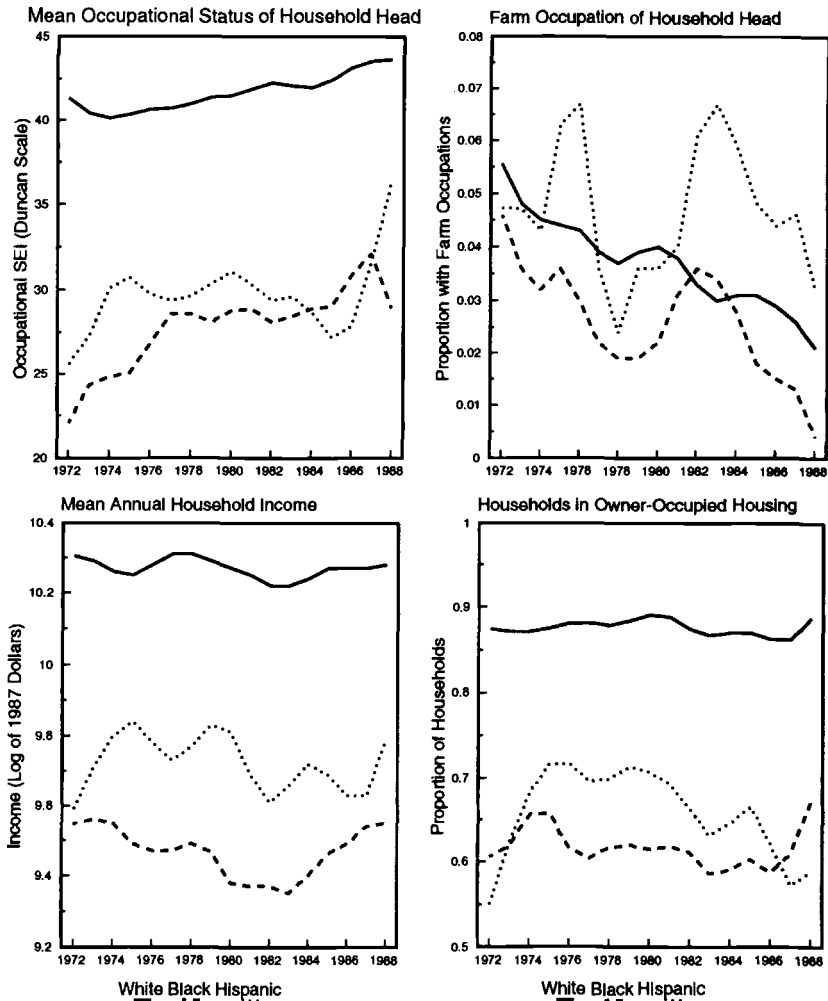 Mean Occupational Status of Household Head
Occupational SEI (Duncan Scale)
45
40
35
30
25
20
1972 1974 1976 1978 1980 1982 1984 1986 1988
Farm Occupation of Household Head
Proportion with Farm Occupations
0.08
0.07
0.06
0.05
0.04
0.03
0.02
0.01
0
1972 1974 1976 1978 1980 1982 1984 1986 1988
Mean Annual Household Income
Income (Log of 1987 Dollars)
10.4
10.2
10
9.8
9.6
9.4
9.2
1972 1974 1976 1978 1980 1982 1984 1986 1988
White Black Hispanic
Households in Owner-Occupied Housing
Proportion of Households
1
0.9
0.8
0.7
0.6
0.5
1972 1974 1976 1978 1980 1982 1984 1986 1988
White Black Hispanic